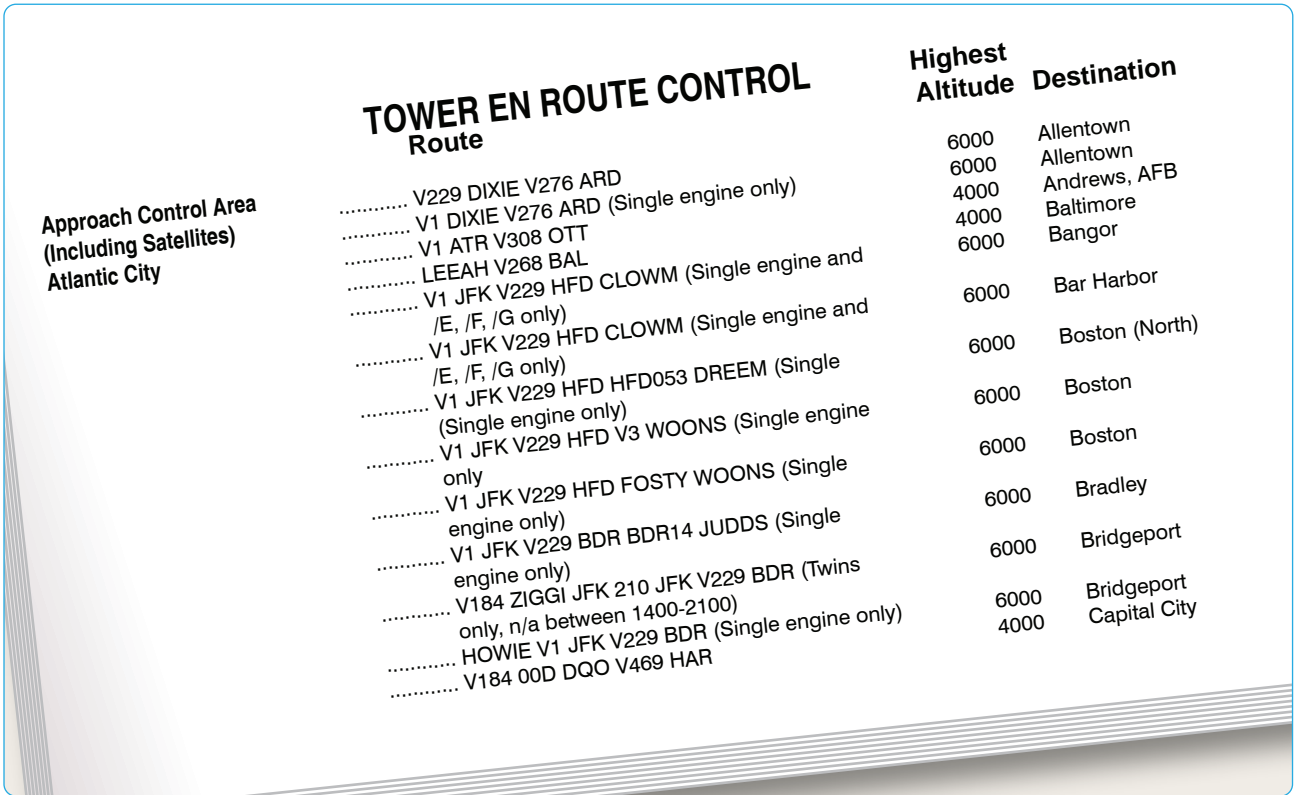 TOWER EN ROUTE CONTROL
Route
Highest
Altitude Destination
Approach Control Area
(Including Satellites)
Atlantic City
............ V229 DIXIE V276 ARD 6000 Allentown
............ V1 DIXIE V276 ARD (Single engine only) 6000 Allentown
............ V1 ATR V308 OTT 4000 Andrews, AFB
............ LEEAH V268 BAL 4000 Baltimore
............ V1 JFK V229 HFD CLOWM (Single engine and 6000 Bangor
/E, /F, /G only)
............ V1 JFK V229 HFD CLOWM (Single engine and 6000 Bar Harbor
/E, /F, /G only)
............ V1 JFK V229 HFD HFD053 DREEM (Single 6000 Boston (North)
(Single engine only)
............ V1 JFK V229 HFD V3 WOONS (Single engine 6000 Boston
only
............ V1 JFK V229 HFD FOSTY WOONS (Single 6000 Boston
engine only)
............ V1 JFK V229 BDR BDR14 JUDDS (Single 6000 Bradley
engine only)
............ V184 ZIGGI JFK 210 JFK V229 BDR (Twins 6000 Bridgeport
only, n/a between 1400-2100)
............ HOWIE V1 JFK V229 BDR (Single engine only) 6000 Bridgeport
............ V184 00D DQO V469 HAR 4000 Capital City